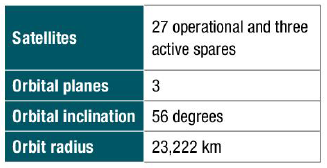 Satellites
27 operational and three
active spares
Orbital planes
3
Orbital inclination
56 degrees
Orbit radius
23,222 km